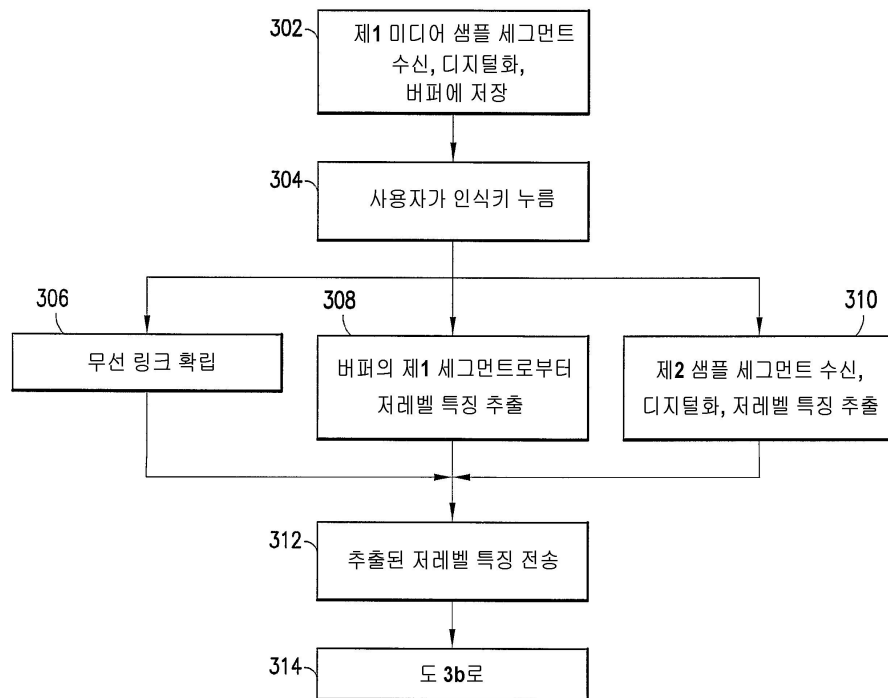 302
제1 미디어 샘플 세그먼트
수신, 디지털화,
버퍼에 저장
304
사용자가 인식키 누름
306
무선 링크 확립
308
버퍼의 제1 세그먼트로부터
저레벨 특징 추출
310
제2 샘플 세그먼트 수신,
디지털화, 저레벨 특징 추출
312
추출된 저레벨 특징 전송
314
도 3b로